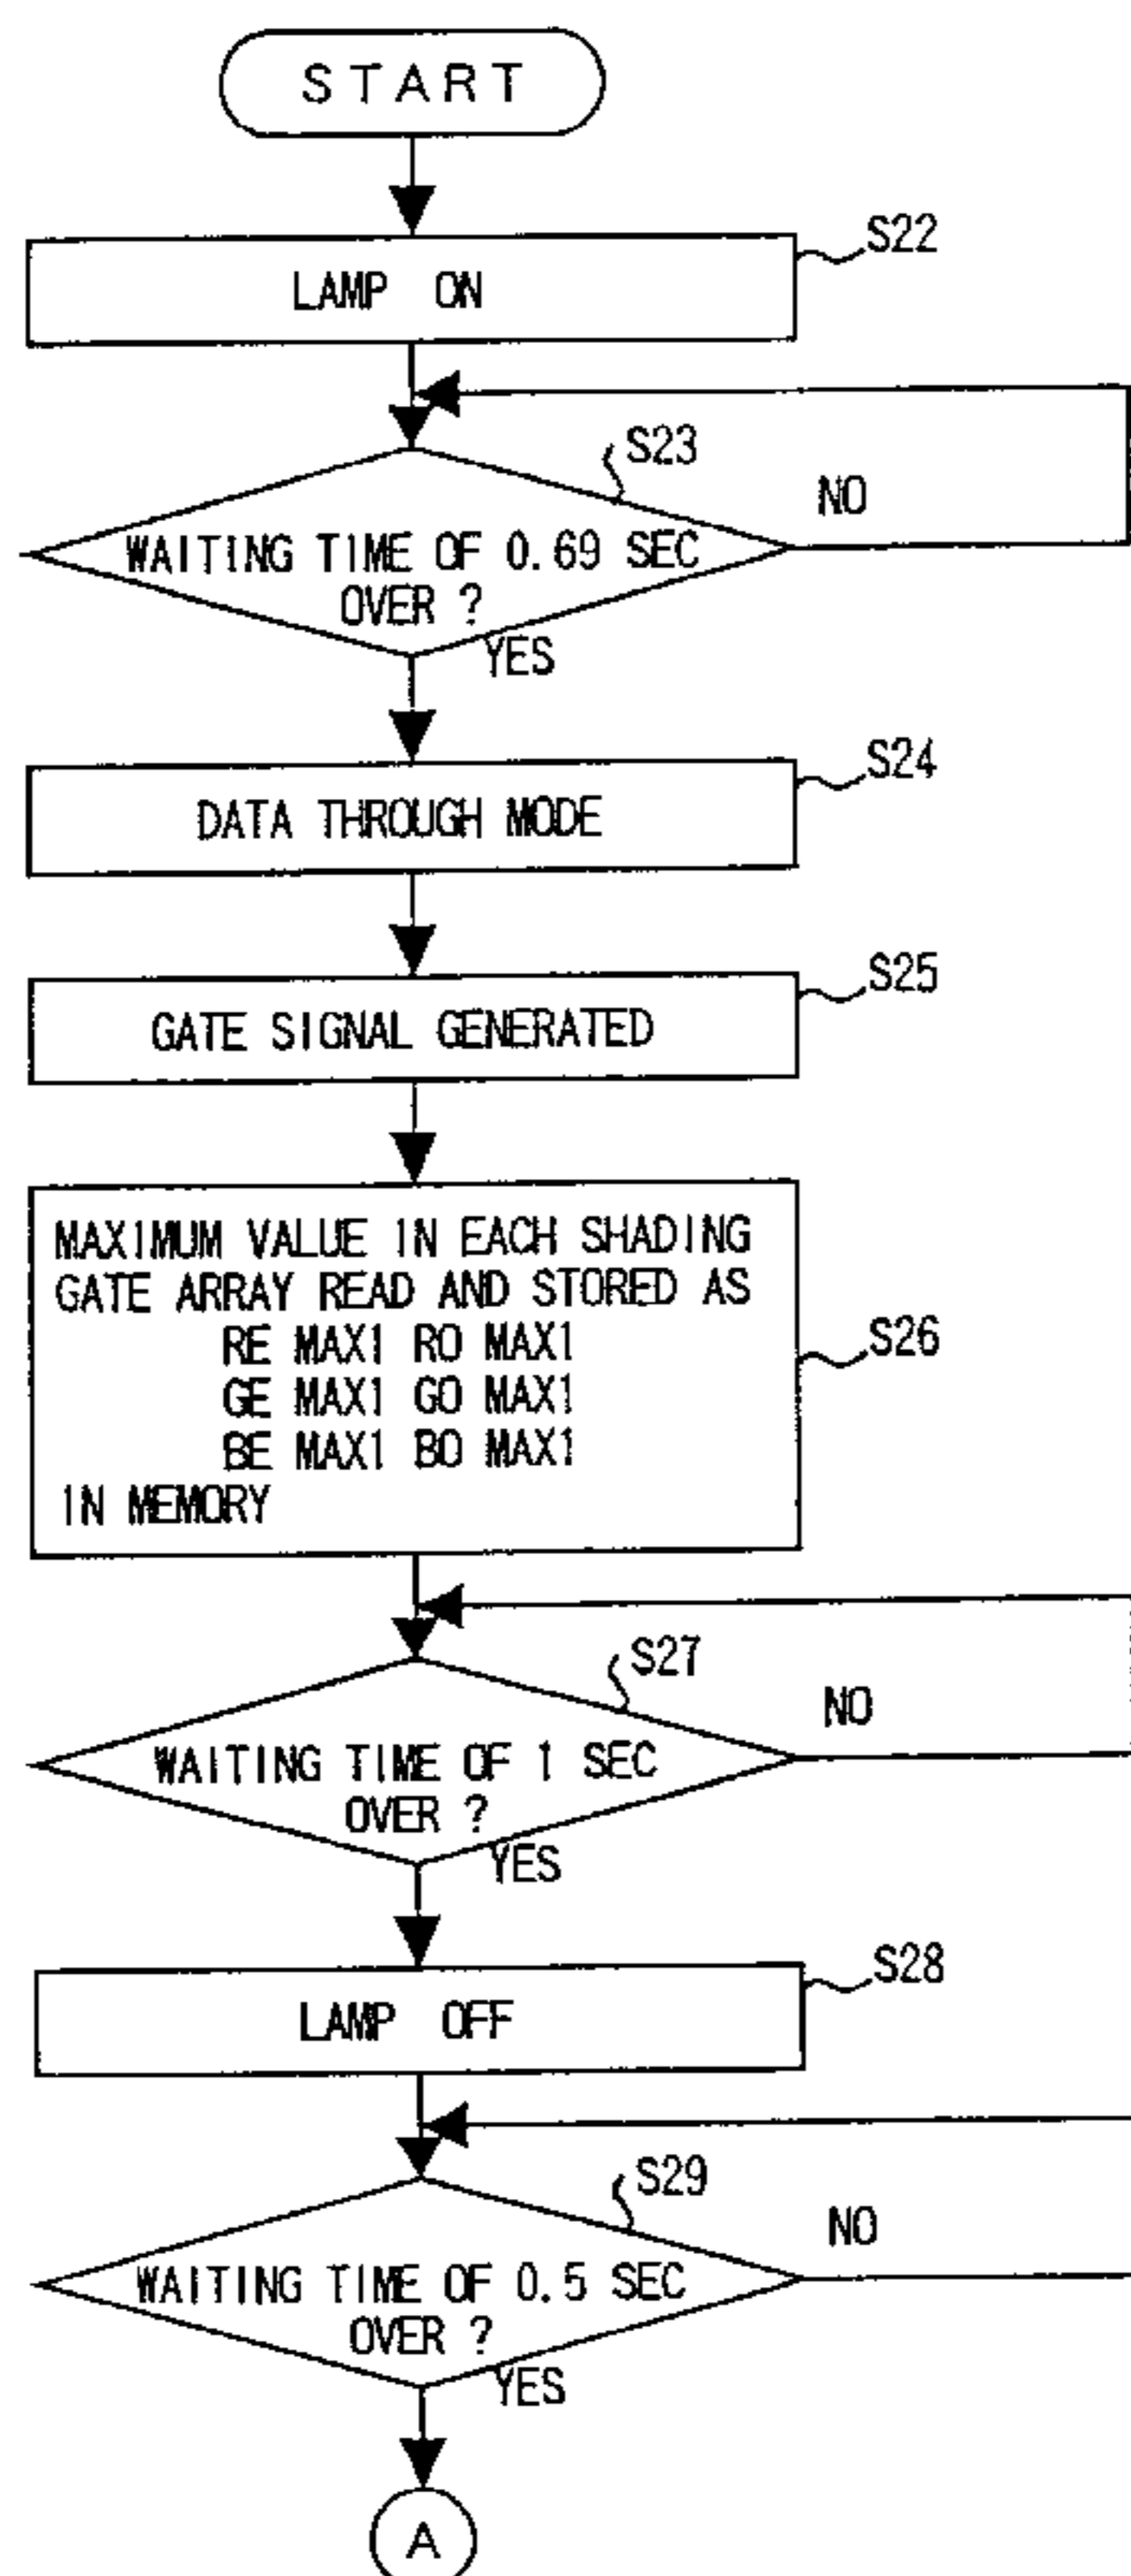 START
S22
LAMP ON
S23
NO
WAITING TIME OF 0.69 SEC
OVER ?
YES
S24
DATA THROUGH MODE
S25
GATE SIGNAL GENERATED
MAXIMUM VALUE IN EACH SHADING
GATE ARRAY READ AND STORED AS
RE MAX1 RO MAX1
S26
GE MAX1 GO MAX1
BE MAX1 BO MAX1
IN MEMORY
S27
NO
WAITING TIME OF 1 SEC
OVER ?
YES
S28
LAMP OFF
S29
NO
WAITING TIME OF 0.5 SEC
OVER ?
YES
A